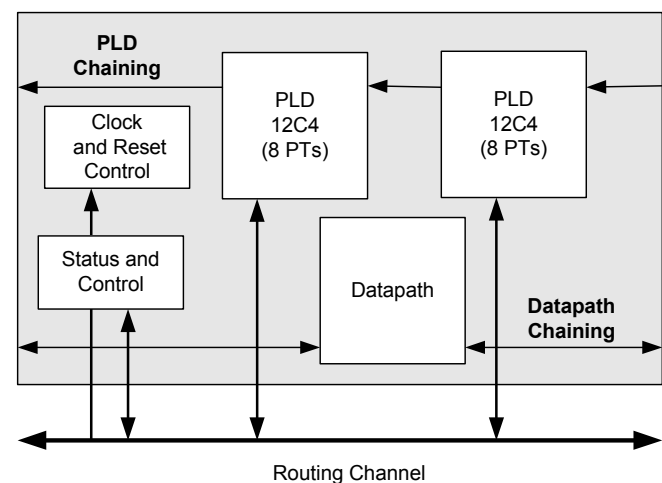 PLD
Chaining
PLD
12C4
(8 PTs)
PLD
12C4
(8 PTs)
Clock
and Reset
Control
Status and
Control
Datapath
Datapath
Chaining
Routing Channel